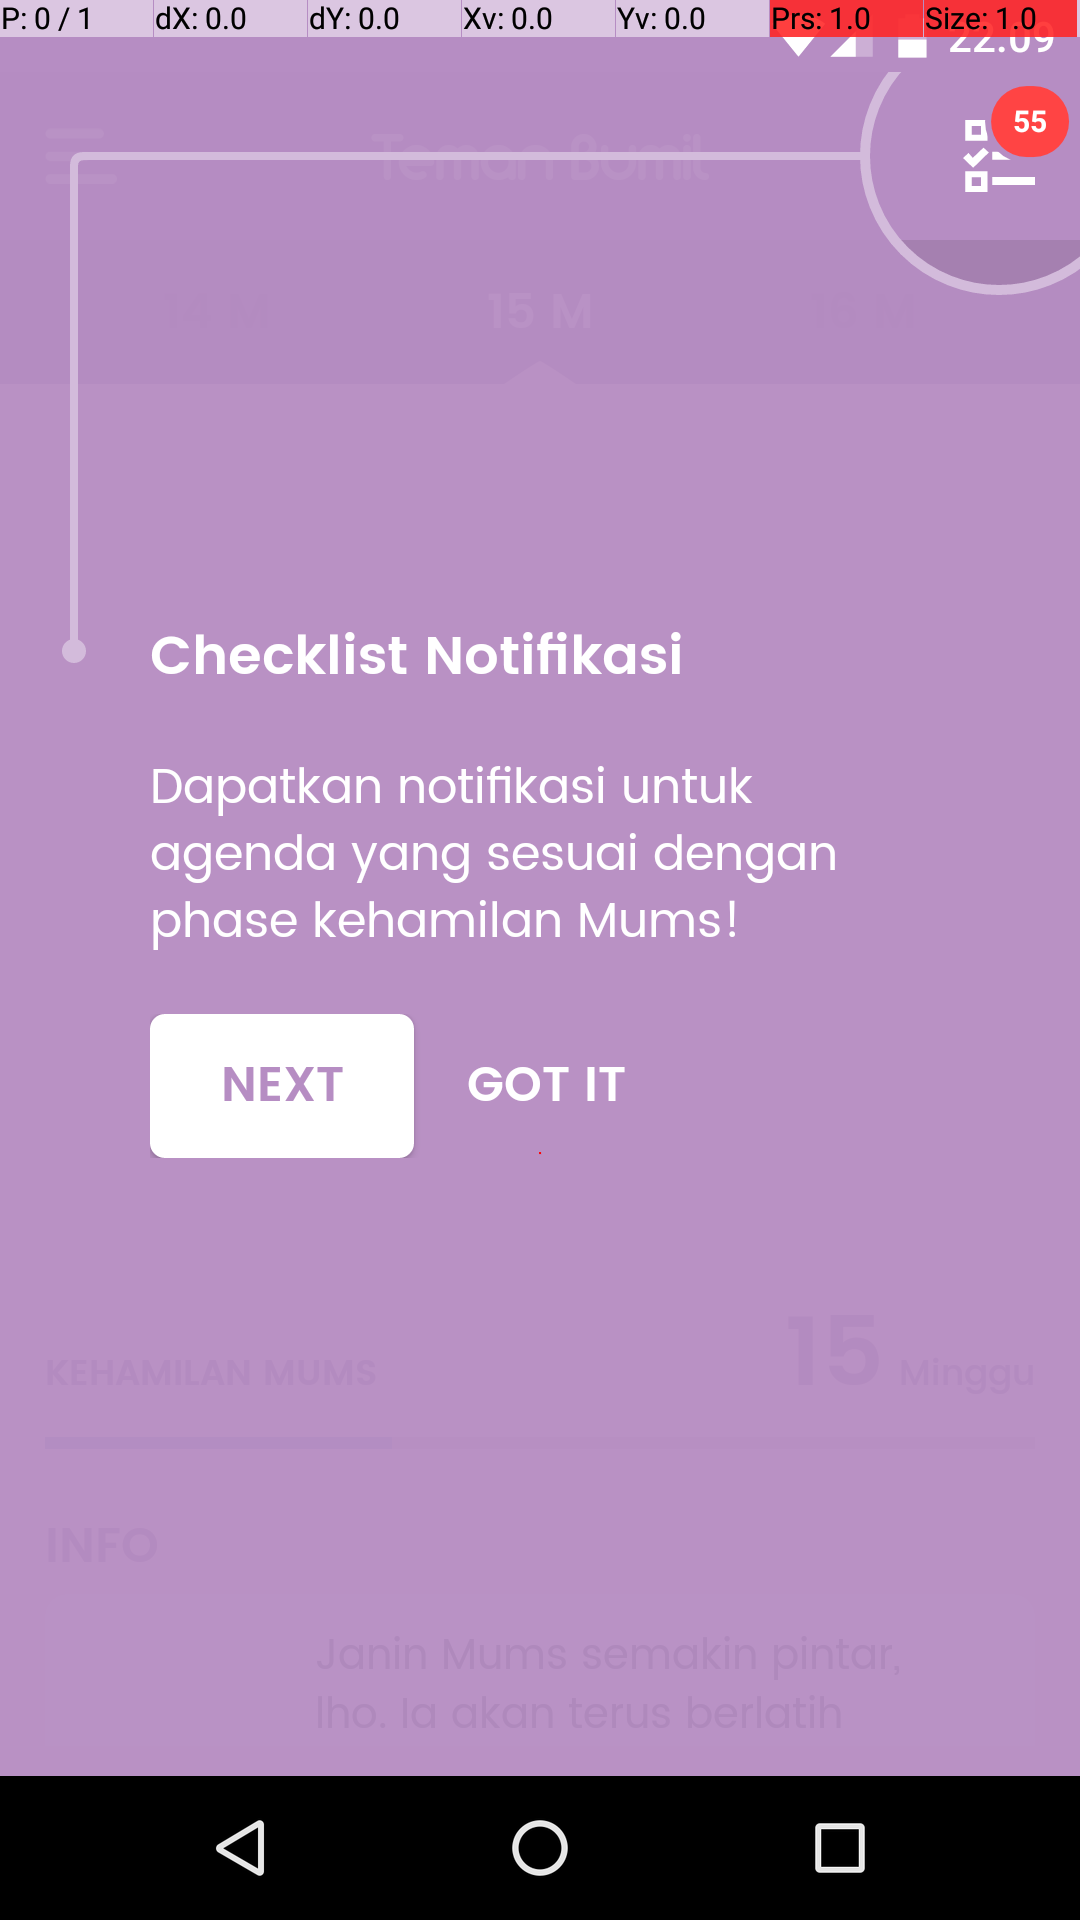 P: 0 / 1 dX: 0.0 dY: 0.0 Xv: 0.0 Yv: 0.0 Prs: 1.0 Size: 1.0
22:09
55
Teman Bumil
14 M 15 M 16 M
Checklist Notifikasi
Dapatkan notifikasi untuk
agenda yang sesuai dengan
phase kehamilan Mums!
NEXT GOT IT
KEHAMILAN MUMS 15 Minggu
INFO
Janin Mums semakin pintar,
lho. Ia akan terus berlatih